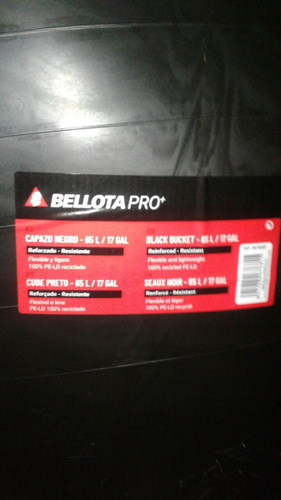 BELLOTA PRO+
CAPAZO NEGRO - 65 L / 17 GAL
Reforzado - Resistente
Flexible y ligero
100% PE-LD reciclado
BLACK BUCKET - 65 L / 17 GAL
Reinforced - Resistant
Flexible and lightweight
100% recycled PE-LD
CUBE PRETO - 65 L / 17 GAL
Reforçado - Resistente
Flexível e leve
PE-LD 100% reciclado
SEAUX NOIR - 65 L / 17 GAL
Renforcé - Résistant
Flexible et léger
100% PE-LD recyclé